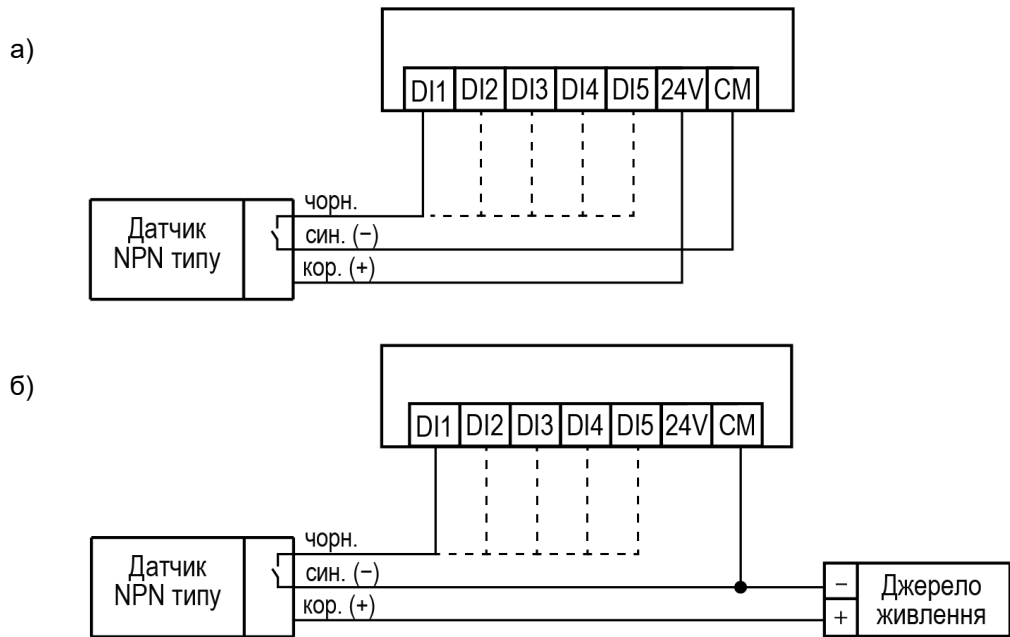 а)
DI1 DI2 DI3 DI4 DI5 24V CM
Датчик
NPN типу
чорн.
син. (−)
кор. (+)
б)
DI1 DI2 DI3 DI4 DI5 24V CM
Датчик
NPN типу
чорн.
син. (−)
кор. (+)
−
+
Джерело
живлення